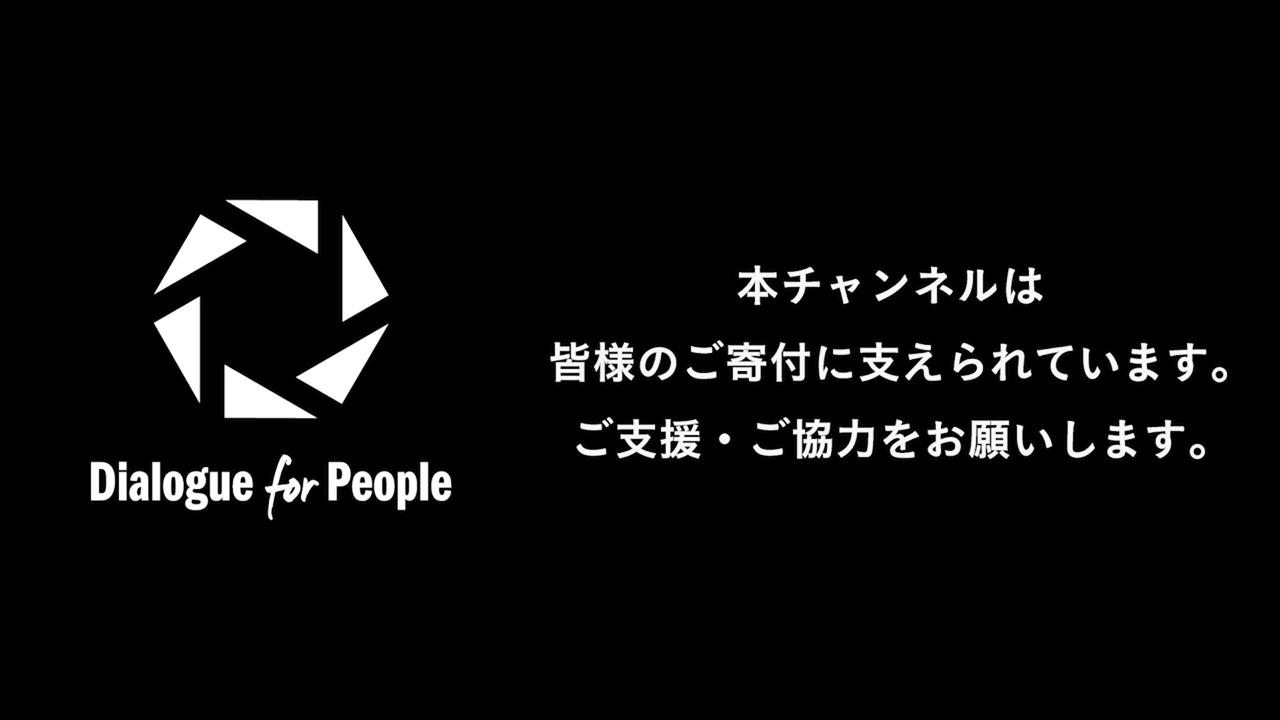 Dialogue for People
本チャンネルは
皆様のご寄付に支えられています。
ご支援・ご協力をお願いします。